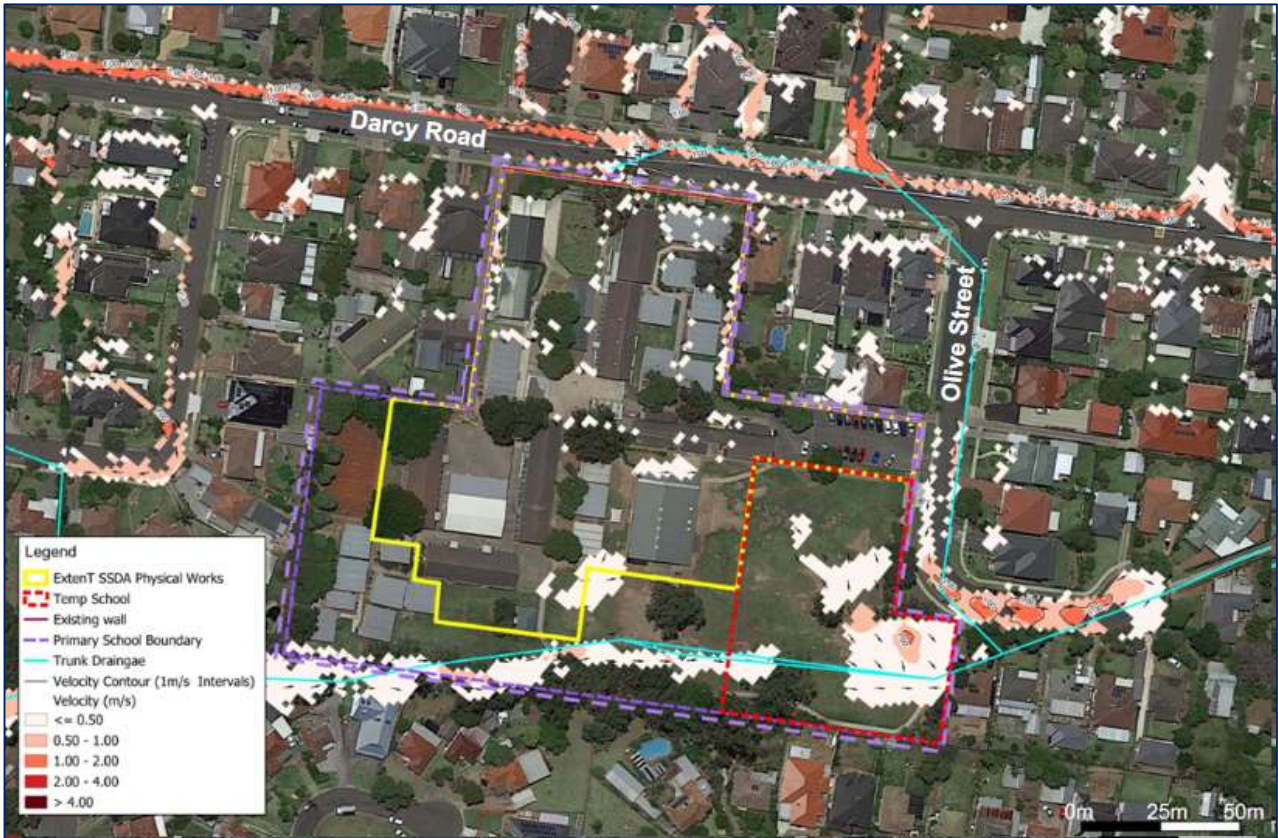 Darcy Road
Olive Street
Legend
ExtenT SSDA Physical Works
Temp School
Existing wall
Primary School Boundary
Trunk Draingae
Velocity Contour (1m/s Intervals)
Velocity (m/s)
<= 0.50
0.50 - 1.00
1.00 - 2.00
2.00 - 4.00
> 4.00
0m 25m 50m